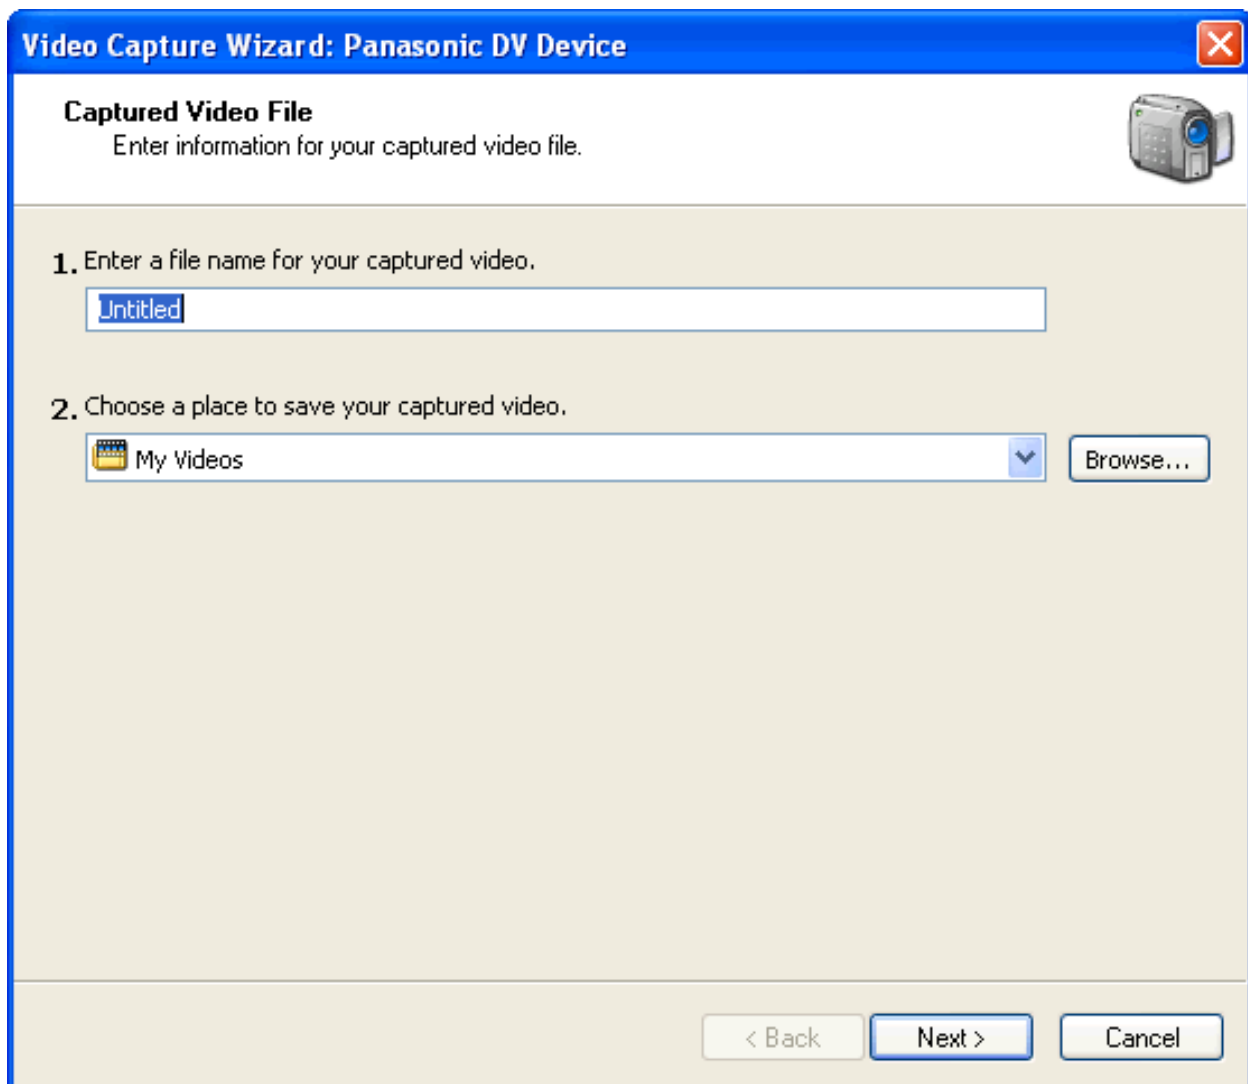 Video Capture Wizard: Panasonic DV Device
Captured Video File
Enter information for your captured video file.
1. Enter a file name for your captured video.
Untitled
2. Choose a place to save your captured video.
My Videos
Browse...
< Back
Next >
Cancel